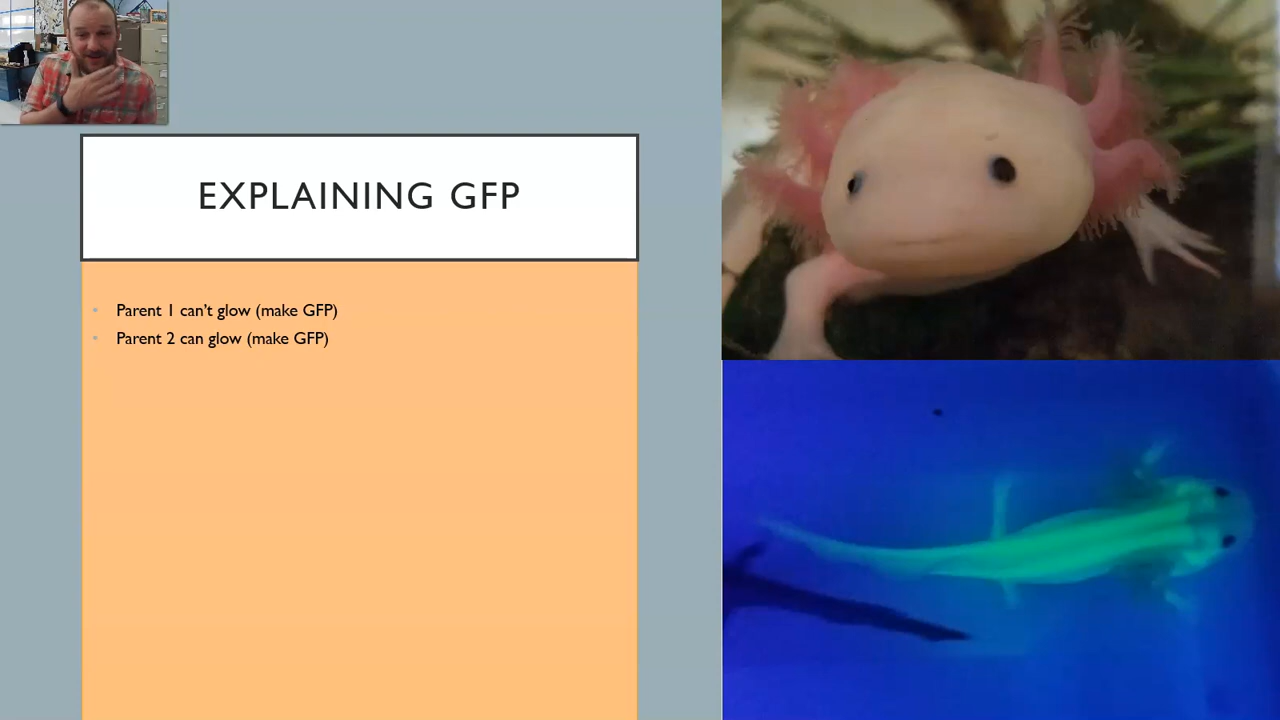 EXPLAINING GFP
Parent 1 can't glow (make GFP)
Parent 2 can glow (make GFP)